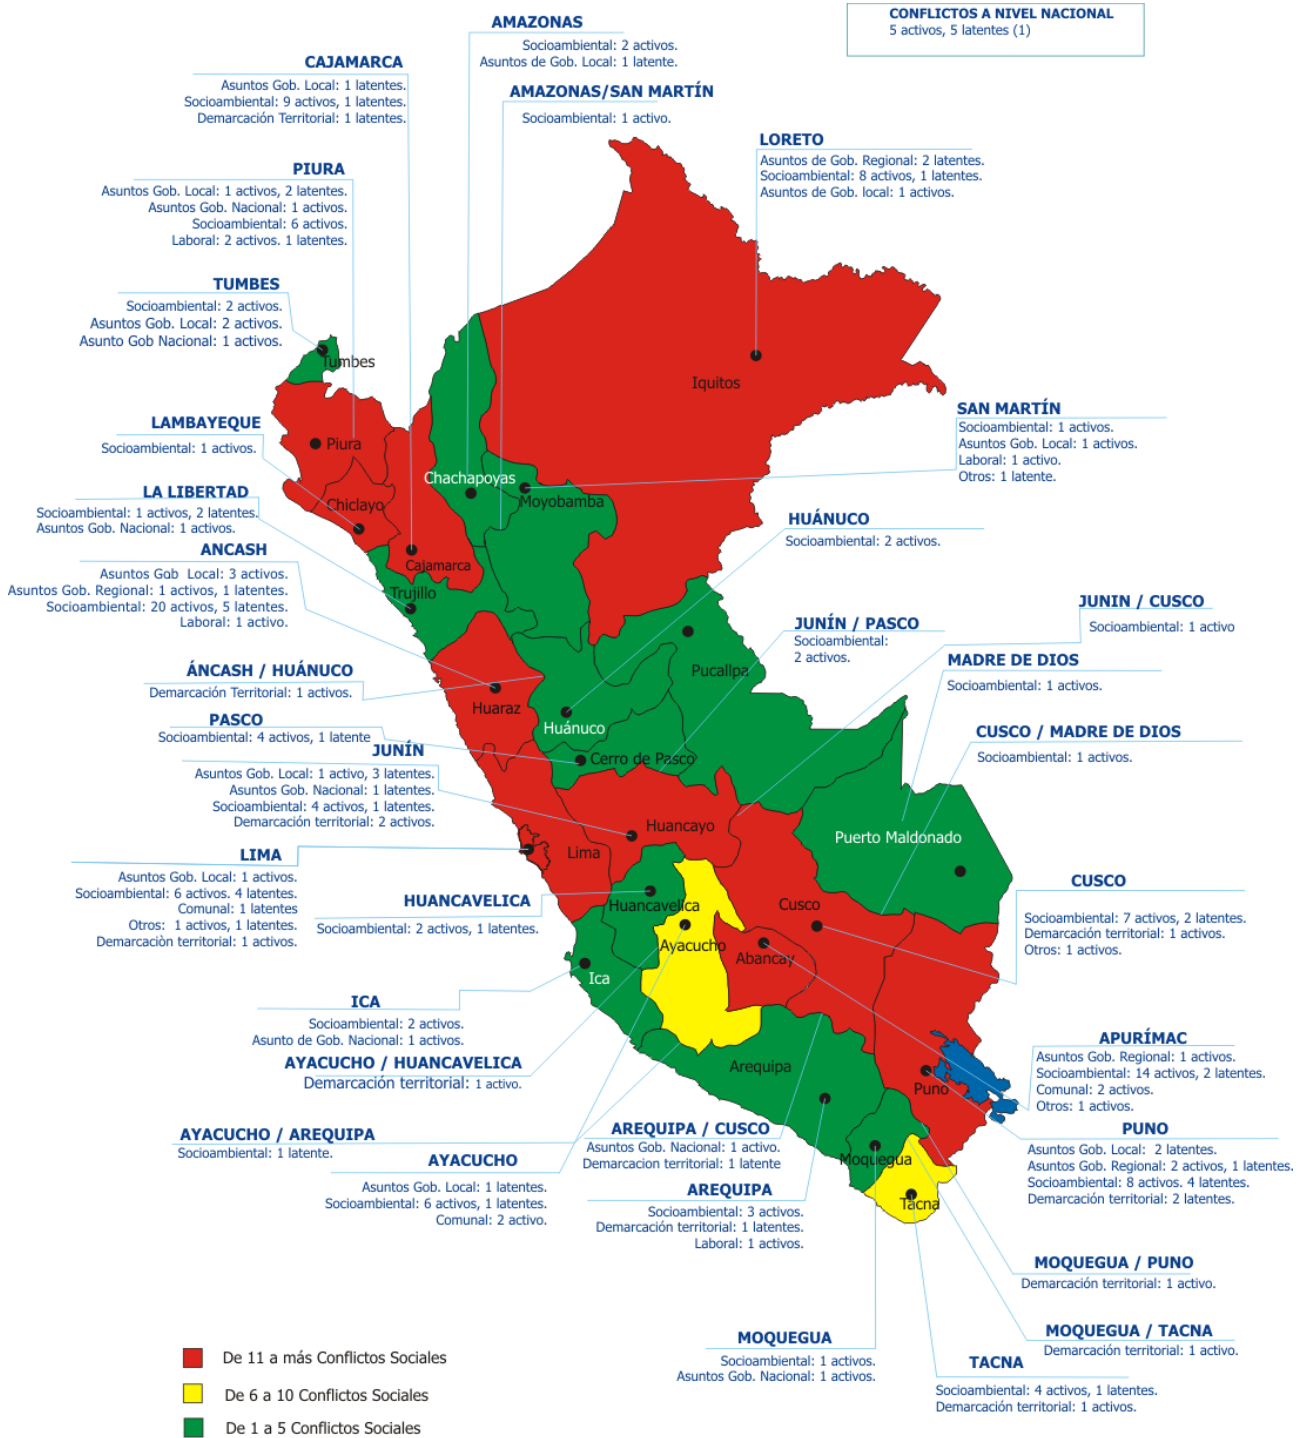 CONFLICTOS A NIVEL NACIONAL
5 activos, 5 latentes (1)
AMAZONAS
Socioambiental: 2 activos.
Asuntos de Gob. Local: 1 latente.
CAJAMARCA
Asuntos Gob. Local: 1 latentes.
Socioambiental: 9 activos, 1 latentes.
Demarcación Territorial: 1 latentes.
AMAZONAS/SAN MARTÍN
Socioambiental: 1 activo.
LORETO
Asuntos de Gob. Regional: 2 latentes.
Socioambiental: 8 activos, 1 latentes.
Asuntos de Gob. local: 1 activos.
PIURA
Asuntos Gob. Local: 1 activos, 2 latentes.
Asuntos Gob. Nacional: 1 activos.
Socioambiental: 6 activos.
Laboral: 2 activos. 1 latentes.
TUMBES
Socioambiental: 2 activos.
Asuntos Gob. Local: 2 activos.
Asunto Gob Nacional: 1 activos.
Tumbes
Iquitos
LAMBAYEQUE
Socioambiental: 1 activos.
Piura
SAN MARTÍN
Socioambiental: 1 activos.
Asuntos Gob. Local: 1 activos.
Laboral: 1 activo.
Otros: 1 latente.
Chachapoyas
Moyobamba
Chiclayo
LA LIBERTAD
Socioambiental: 1 activos, 2 latentes.
Asuntos Gob. Nacional: 1 activos.
HUÁNUCO
Socioambiental: 2 activos.
ANCASH
Asuntos Gob Local: 3 activos.
Asuntos Gob. Regional: 1 activos, 1 latentes.
Socioambiental: 20 activos, 5 latentes.
Laboral: 1 activo.
Cajamarca
Trujillo
JUNIN / CUSCO
Socioambiental: 1 activo
JUNÍN / PASCO
Socioambiental:
2 activos.
ÁNCASH / HUÁNUCO
Demarcación Territorial: 1 activos.
Pucallpa
MADRE DE DIOS
Socioambiental: 1 activos.
Huaraz
Huánuco
PASCO
Socioambiental: 4 activos, 1 latente
CUSCO / MADRE DE DIOS
Socioambiental: 1 activos.
Cerro de Pasco
JUNÍN
Asuntos Gob. Local: 1 activo, 3 latentes.
Asuntos Gob. Nacional: 1 latentes.
Socioambiental: 4 activos, 1 latentes.
Demarcación territorial: 2 activos.
Huancayo
Puerto Maldonado
Lima
LIMA
Asuntos Gob. Local: 1 activos.
Socioambiental: 6 activos. 4 latentes.
Comunal: 1 latentes
Otros: 1 activos, 1 latentes.
Demarcaciòn territorial: 1 activos.
HUANCAVELICA
Socioambiental: 2 activos, 1 latentes.
Huancavelica
Cusco
CUSCO
Socioambiental: 7 activos, 2 latentes.
Demarcación territorial: 1 activos.
Otros: 1 activos.
Ayacucho
Abancay
Ica
ICA
Socioambiental: 2 activos.
Asunto de Gob. Nacional: 1 activos.
AYACUCHO / HUANCAVELICA
Demarcación territorial: 1 activo.
Arequipa
Puno
APURÍMAC
Asuntos Gob. Regional: 1 activos.
Socioambiental: 14 activos, 2 latentes.
Comunal: 2 activos.
Otros: 1 activos.
AYACUCHO / AREQUIPA
Socioambiental: 1 latente.
AREQUIPA / CUSCO
Asuntos Gob. Nacional: 1 activo.
Demarcacion territorial: 1 latente
Moquegua
PUNO
Asuntos Gob. Local: 2 latentes.
Asuntos Gob. Regional: 2 activos, 1 latentes.
Socioambiental: 8 activos. 4 latentes.
Demarcación territorial: 2 latentes.
AYACUCHO
Asuntos Gob. Local: 1 latentes.
Socioambiental: 6 activos, 1 latentes.
Comunal: 2 activo.
AREQUIPA
Socioambiental: 3 activos.
Demarcación territorial: 1 latentes.
Laboral: 1 activos.
Tacna
MOQUEGUA / PUNO
Demarcación territorial: 1 activo.
MOQUEGUA / TACNA
Demarcación territorial: 1 activo.
MOQUEGUA
Socioambiental: 1 activos.
Asuntos Gob. Nacional: 1 activos.
TACNA
Socioambiental: 4 activos, 1 latentes.
Demarcación territorial: 1 activos.
De 11 a más Conflictos Sociales
De 6 a 10 Conflictos Sociales
De 1 a 5 Conflictos Sociales